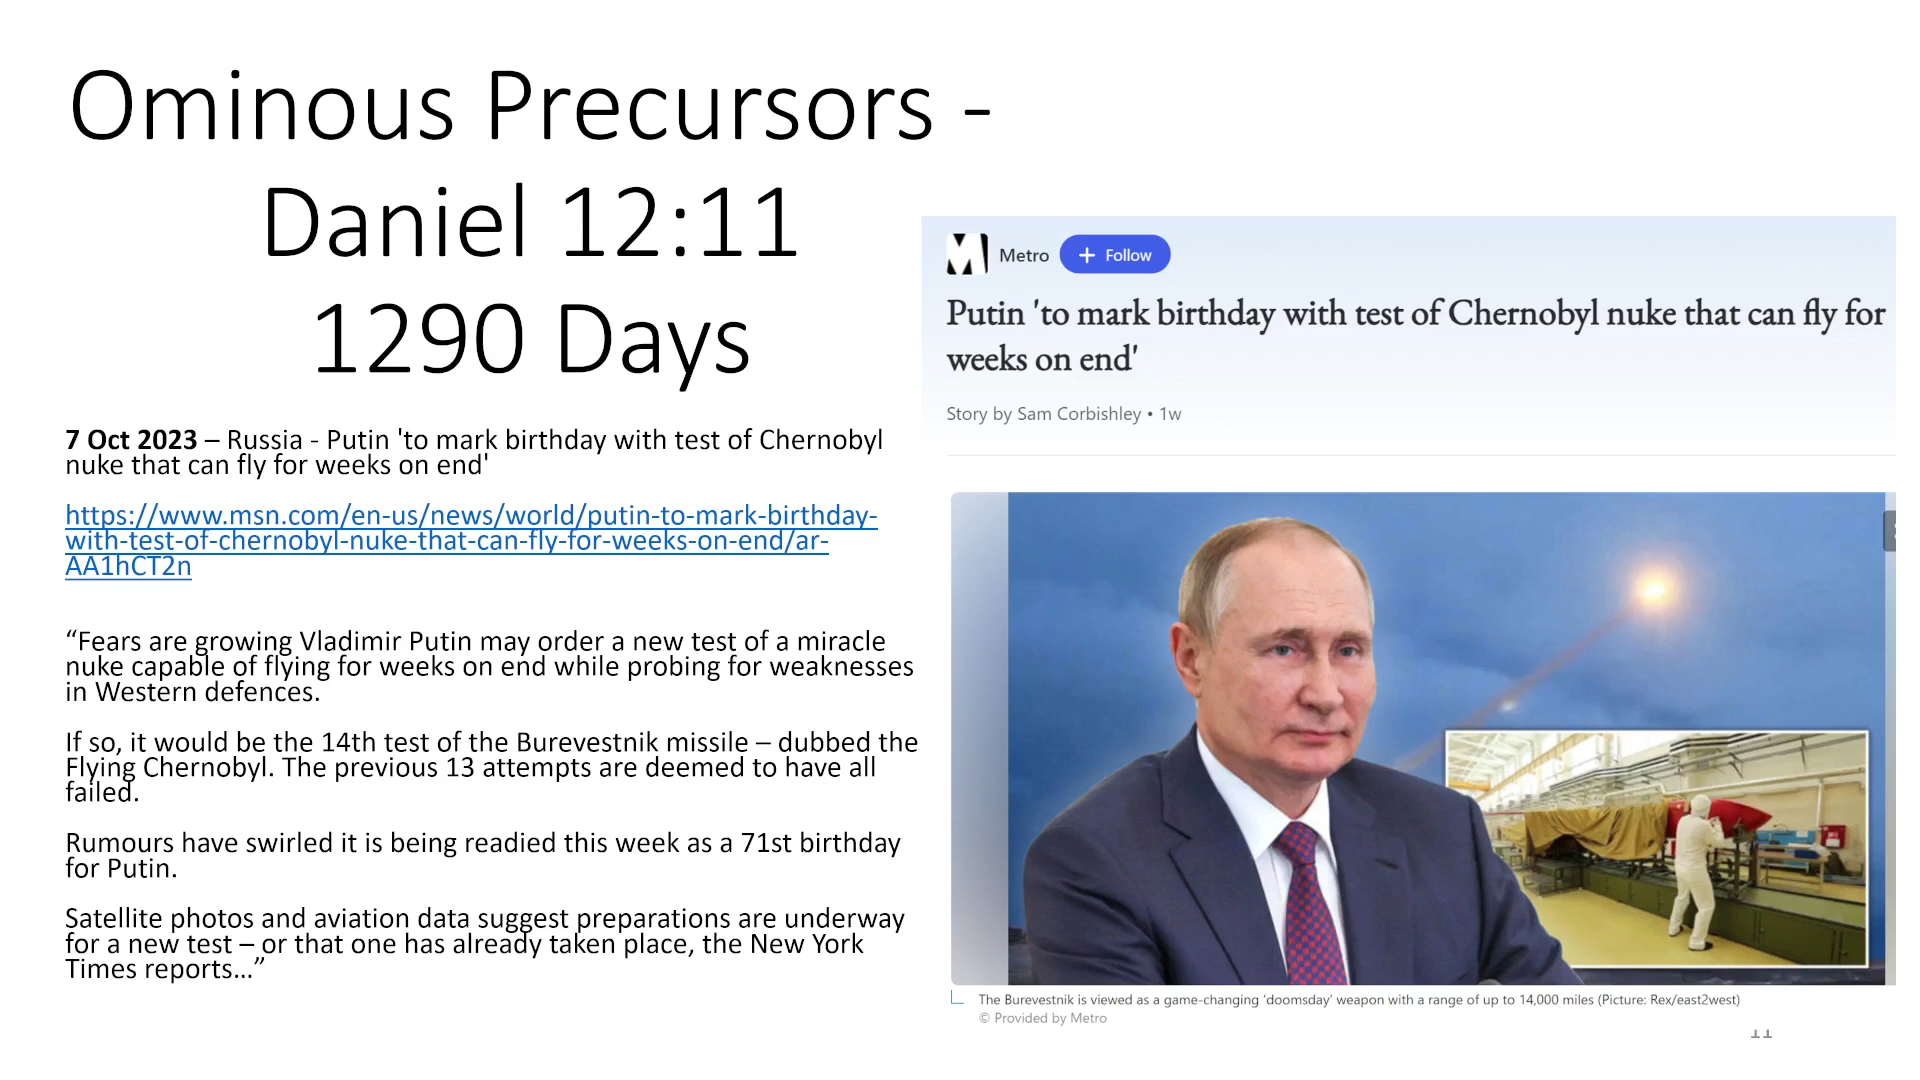 Ominous Precursors -
Daniel 12:11
1290 Days
7 Oct 2023 – Russia - Putin 'to mark birthday with test of Chernobyl
nuke that can fly for weeks on end'
https://www.msn.com/en-us/news/world/putin-to-mark-birthday-
with-test-of-chernobyl-nuke-that-can-fly-for-weeks-on-end/ar-
AA1hCT2n
“Fears are growing Vladimir Putin may order a new test of a miracle
nuke capable of flying for weeks on end while probing for weaknesses
in Western defences.
If so, it would be the 14th test of the Burevestnik missile – dubbed the
Flying Chernobyl. The previous 13 attempts are deemed to have all
failed.
Rumours have swirled it is being readied this week as a 71st birthday
for Putin.
Satellite photos and aviation data suggest preparations are underway
for a new test – or that one has already taken place, the New York
Times reports…”
M Metro + Follow
Putin 'to mark birthday with test of Chernobyl nuke that can fly for
weeks on end'
Story by Sam Corbishley • 1w
The Burevestnik is viewed as a game-changing ‘doomsday’ weapon with a range of up to 14,000 miles (Picture: Rex/east2west)
© Provided by Metro
11